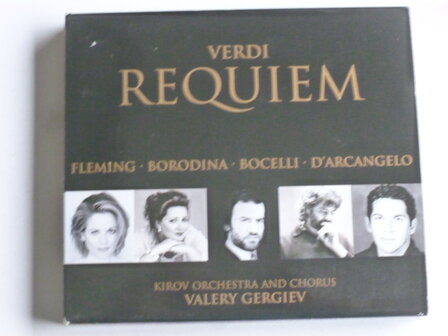 VERDI
REQUIEM
FLEMING · BORODINA · BOCELLI · D'ARCANGELO
KIROV ORCHESTRA AND CHORUS
VALERY GERGIEV